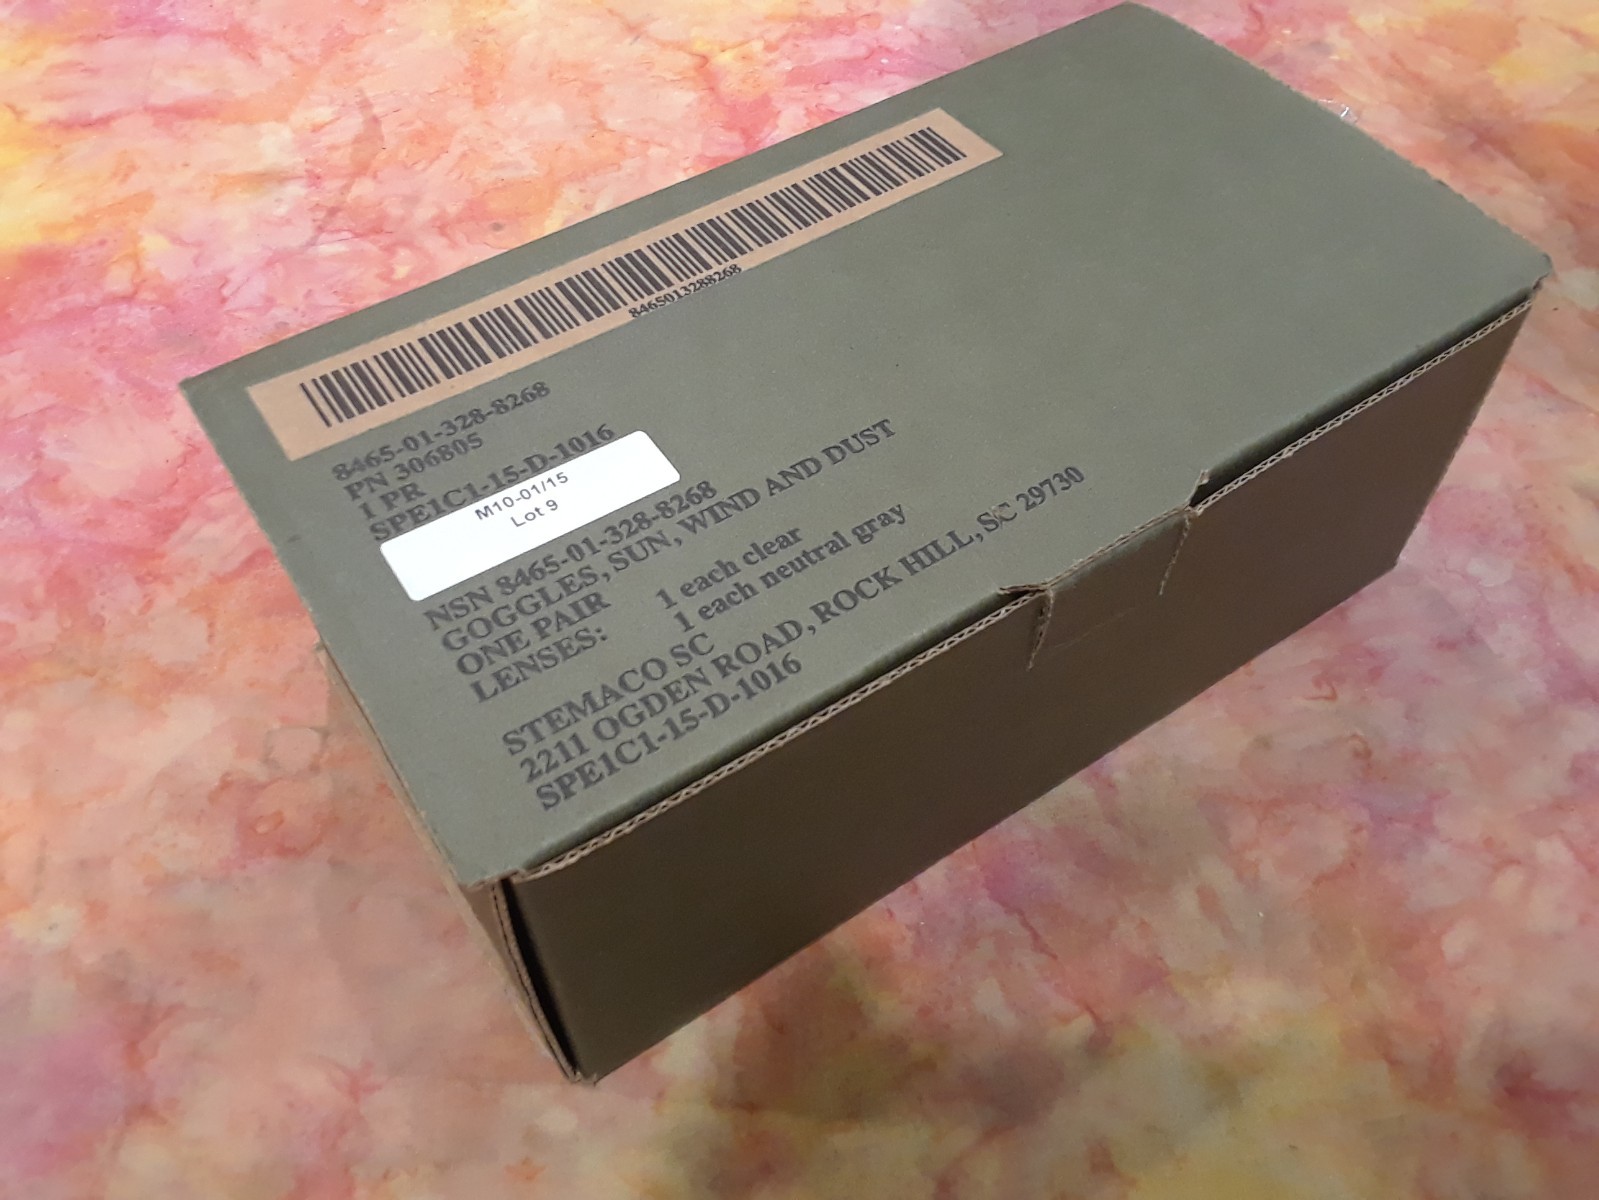 8465013288268
8465-01-328-8268
PN 306805
1 PR
SPE1C1-15-D-1016
M10-01/15
Lot 9
NSN 8465-01-328-8268
GOGGLES, SUN, WIND AND DUST
ONE PAIR
LENSES: 1 each clear
1 each neutral gray
STEMACO SC
2211 OGDEN ROAD, ROCK HILL, SC 29730
SPE1C1-15-D-1016